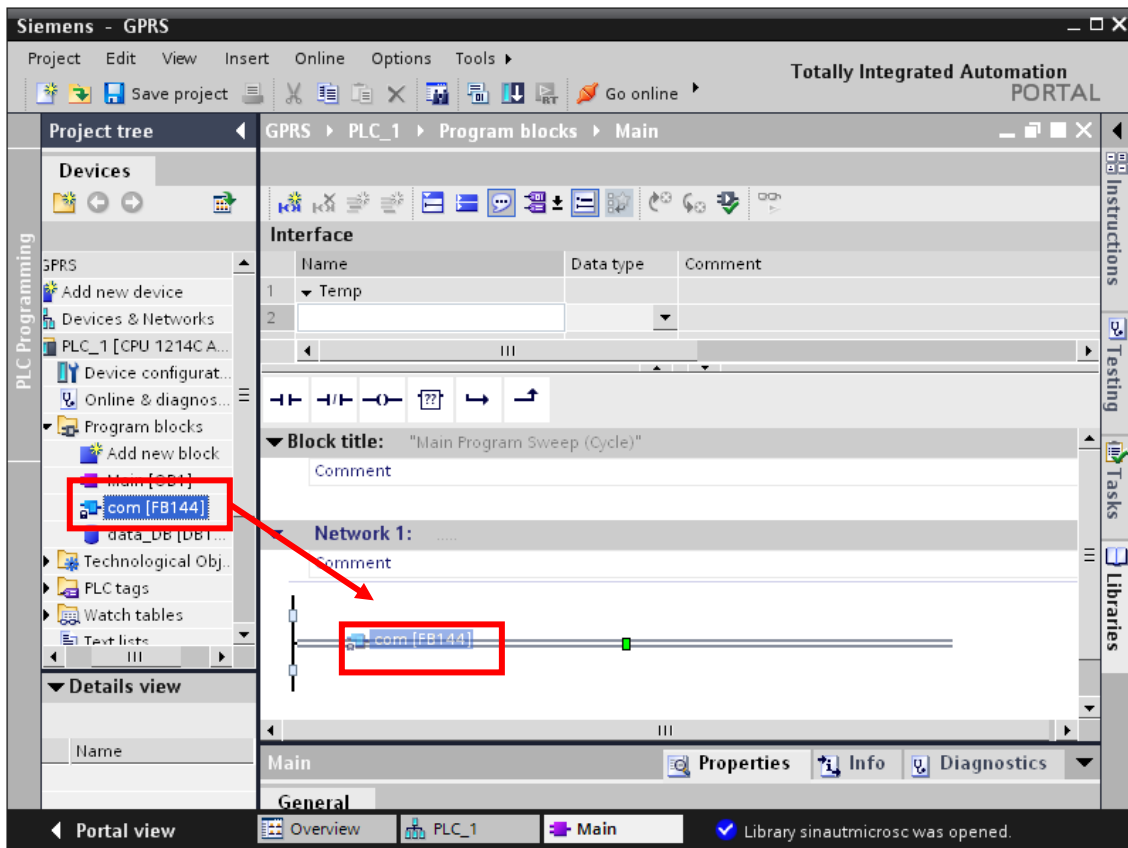 Siemens - GPRS
Project Edit View Insert Online Options Tools
Totally Integrated Automation
PORTAL
Save project Go online
Project tree
GPRS PLC_1 Program blocks Main
Devices
PLC Programming
Interface
Name Data type Comment
1 Temp
2
GPRS
Add new device
Devices & Networks
PLC_1 [CPU 1214C A...
Device configurat...
Online & diagnos...
Program blocks
Add new block
Main [OB1]
com [FB144]
data_DB [DB1...
Technological Obj..
PLC tags
Watch tables
Text lists
Details view
Name
??
Block title: "Main Program Sweep (Cycle)"
Comment
Network 1: .....
Comment
com [FB144]
Main
Properties Info Diagnostics
General
Instructions
Testing
Tasks
Libraries
Portal view Overview PLC_1 Main Library sinautmicrosc was opened.